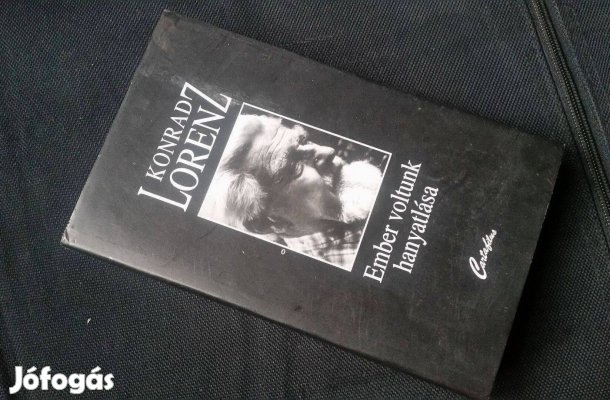 KONRAD
LORENZ
Ember voltunk
hanyatlása
Cartaphilus
Jófogás